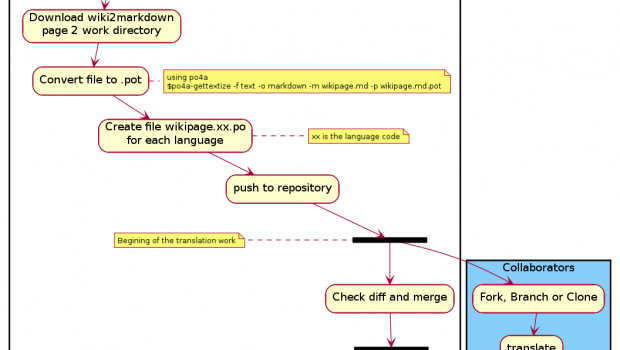 Download wiki2markdown
page 2 work directory
Convert file to .pot
using po4a
$po4a-gettextize -f text -o markdown -m wikipage.md -p wikipage.md.pot
Create file wikipage.xx.po
for each language
xx is the language code
push to repository
Begining of the translation work
Collaborators
Check diff and merge
Fork, Branch or Clone
translate